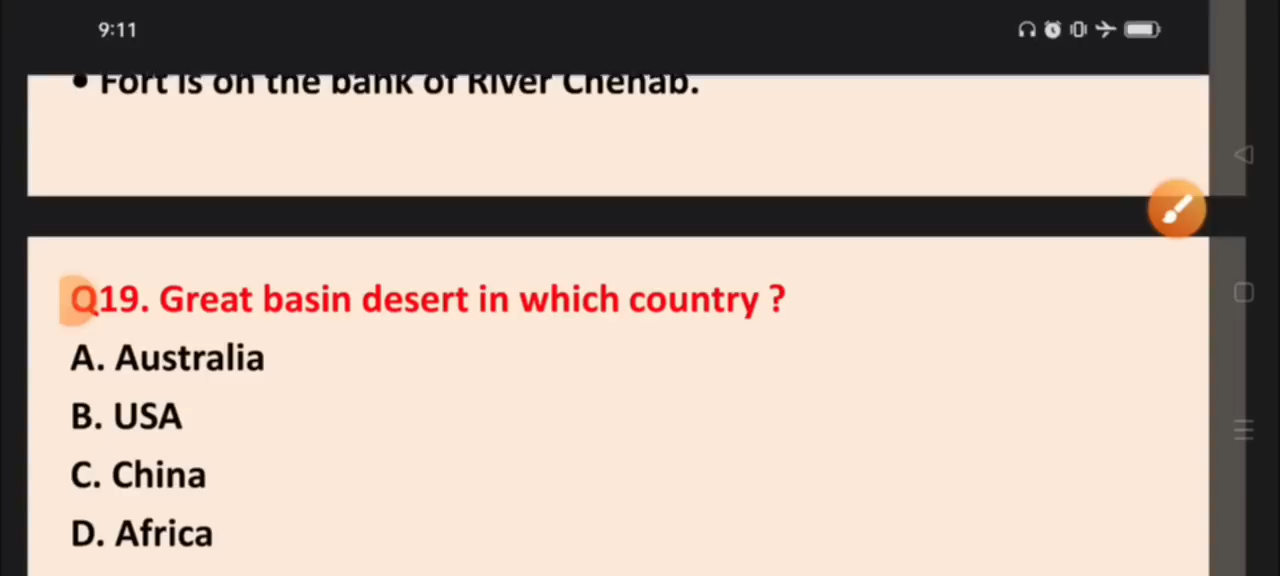 9:11
• Fort is on the bank of River Chenab.
Q19. Great basin desert in which country ?
A. Australia
B. USA
C. China
D. Africa